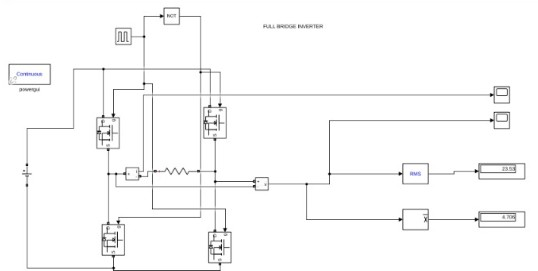 NOT
FULL BRIDGE INVERTER
Continuous
powergui
RMS
23.53
4.706